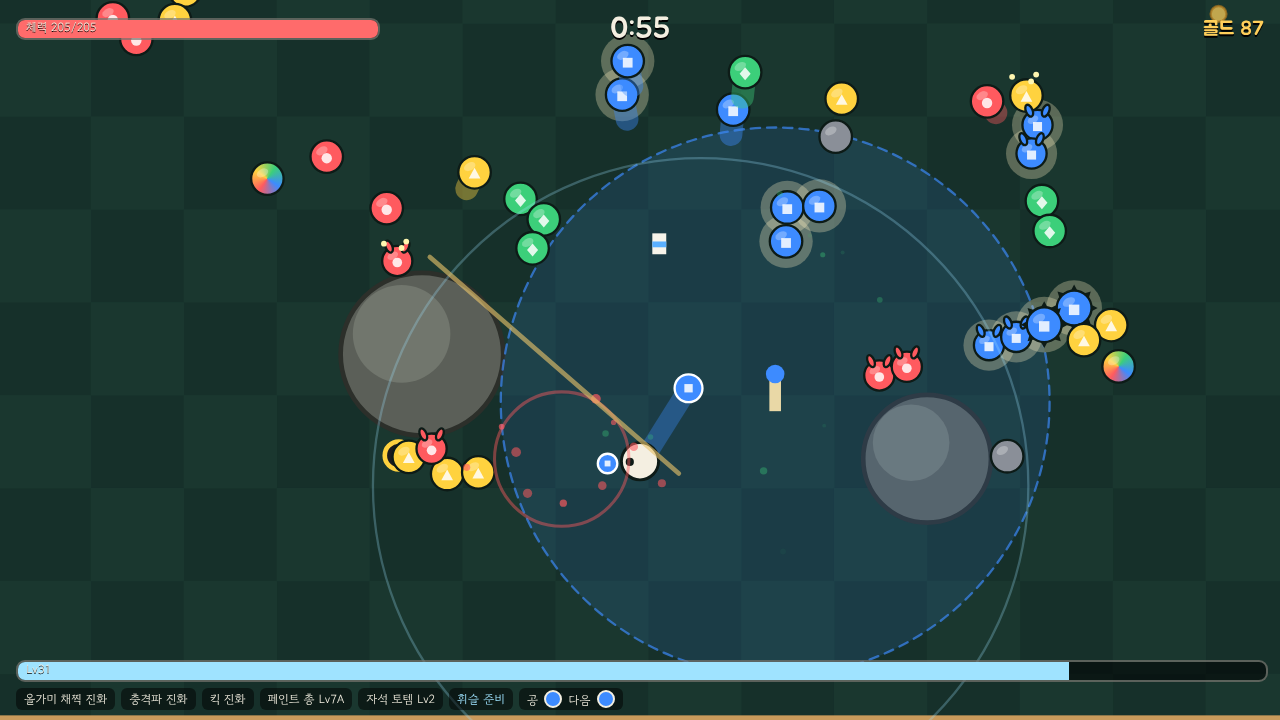 체력 205/205
0:55
골드 87
Lv31
올가미 채찍 진화
충격파 진화
킥 진화
페인트 총 Lv7A
자석 토템 Lv2
휘슬 준비
공
다음